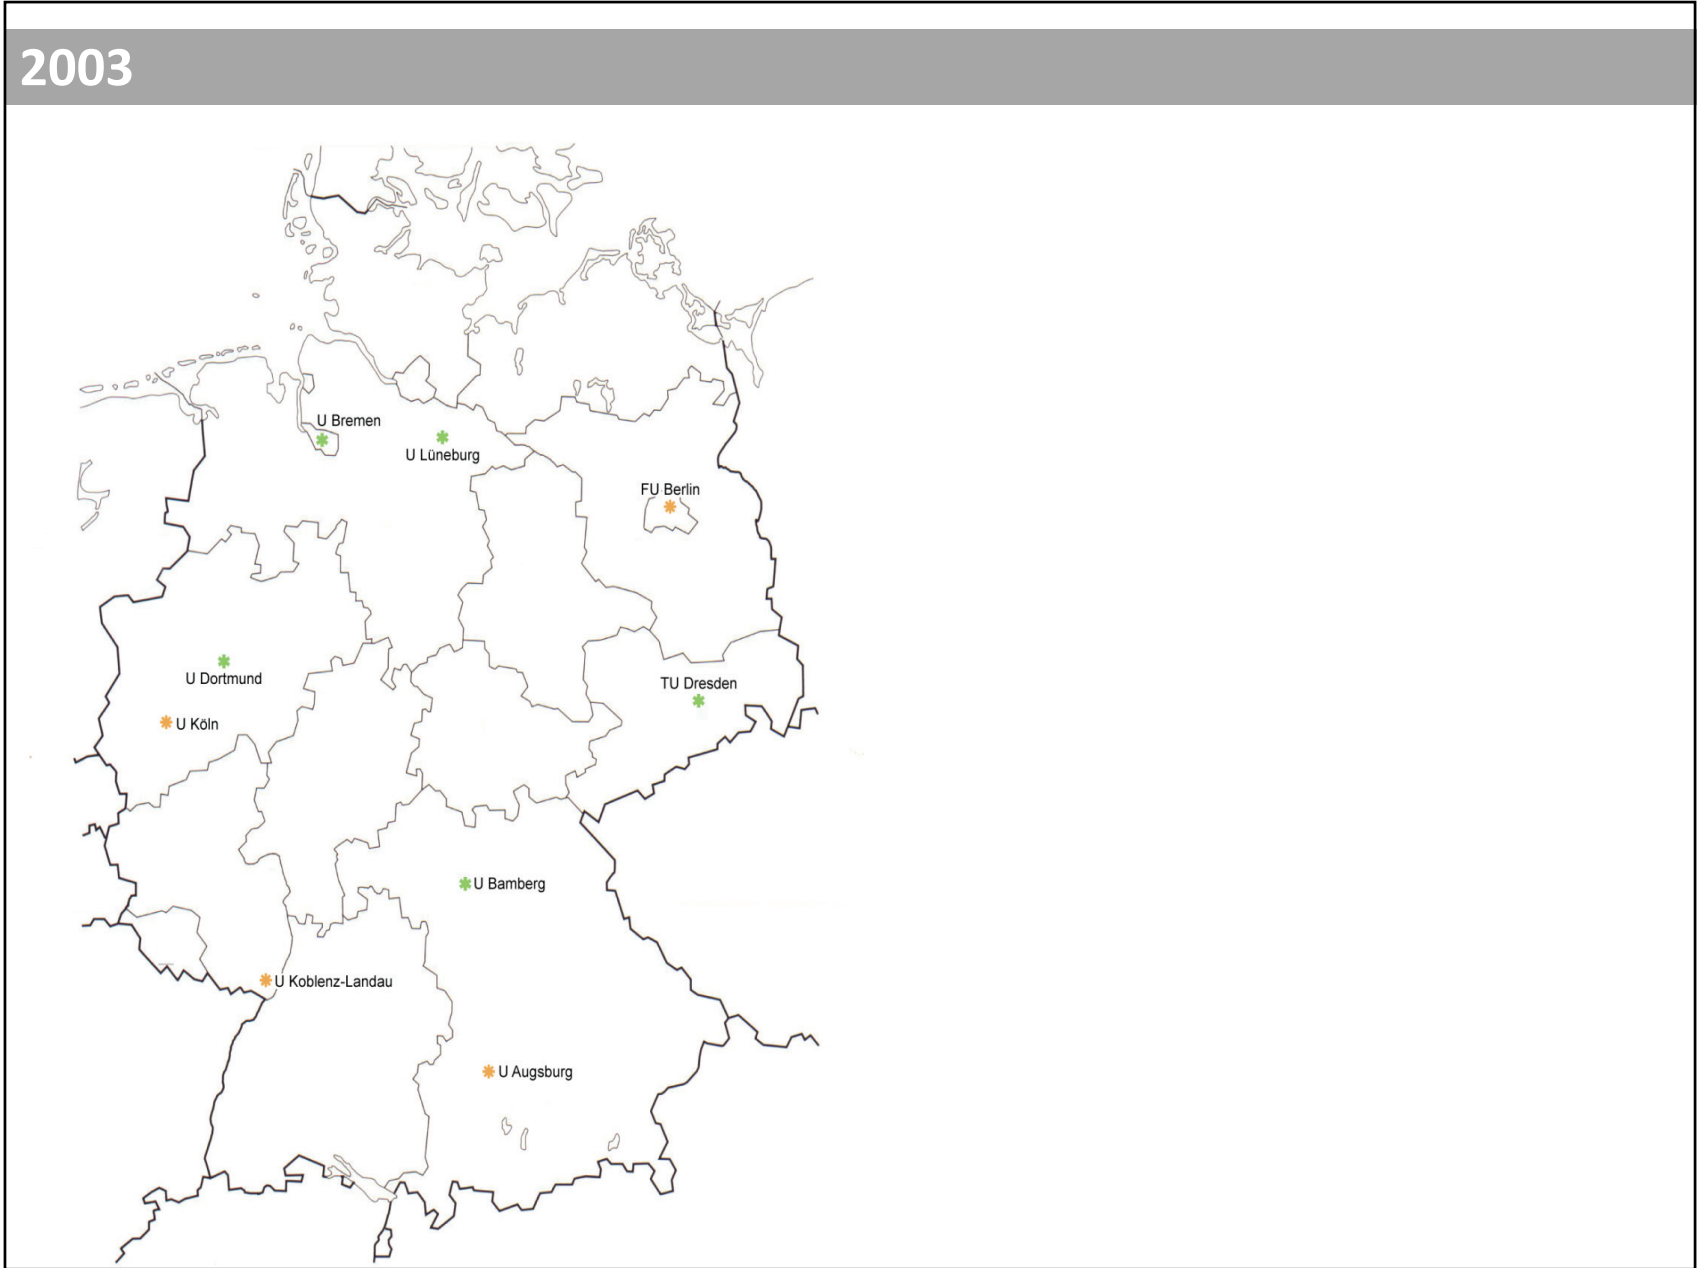 2003
U Bremen
U Lüneburg
FU Berlin
U Dortmund
TU Dresden
U Köln
U Bamberg
U Koblenz-Landau
U Augsburg